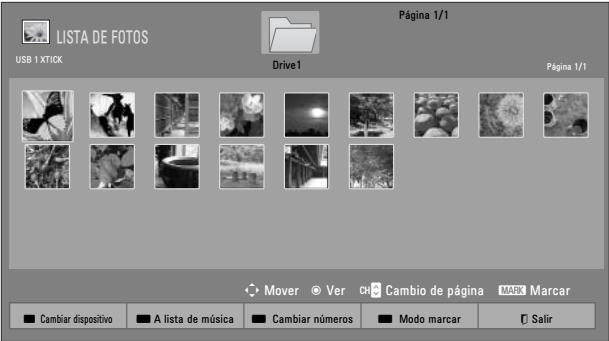 Página 1/1
LISTA DE FOTOS
USB 1 XTICK
Drive1
Página 1/1
Mover Ver CH Cambio de página MARK Marcar
Cambiar dispositivo A lista de música Cambiar números Modo marcar Salir